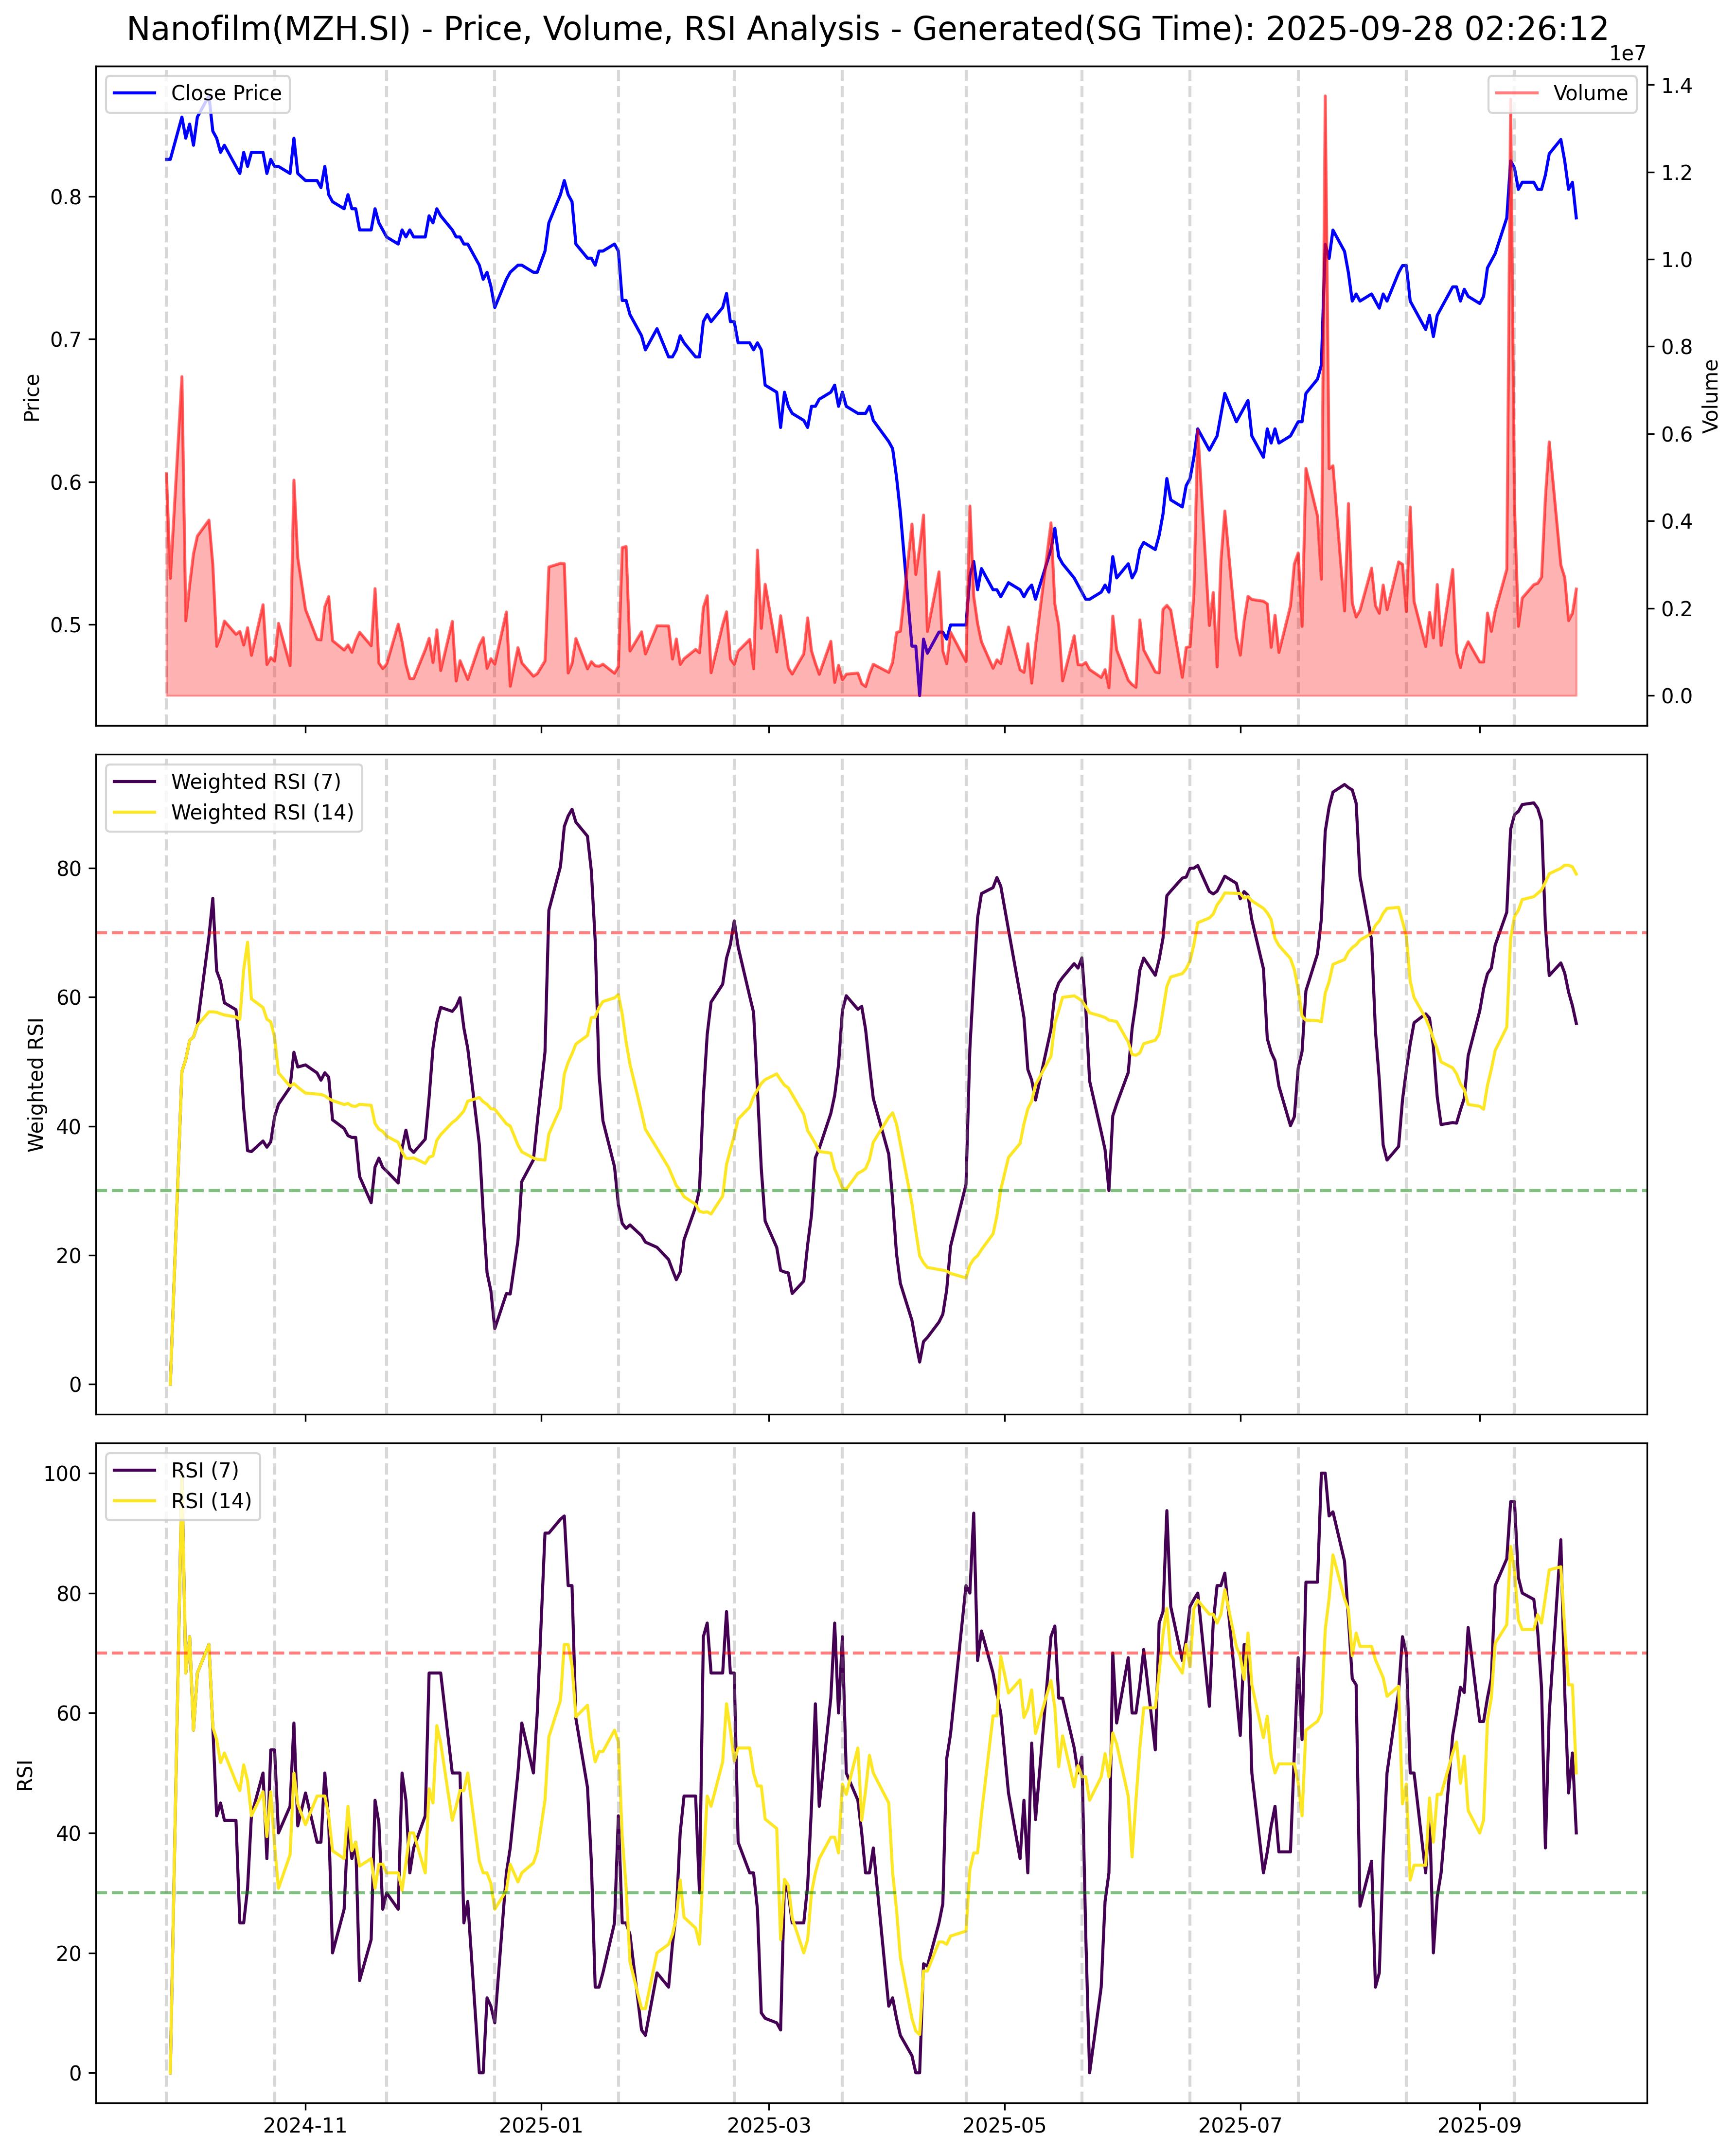 Nanofilm(MZH.SI) - Price, Volume, RSI Analysis - Generated(SG Time): 2025-09-28 02:26:12
1e7
Close Price
Volume
1.4
1.2
1.0
0.8
0.6
0.4
0.2
0.0
Volume
0.8
0.7
0.6
0.5
Price
Weighted RSI (7)
Weighted RSI (14)
80
60
40
20
0
Weighted RSI
RSI (7)
RSI (14)
100
80
60
40
20
0
RSI
2024-11
2025-01
2025-03
2025-05
2025-07
2025-09